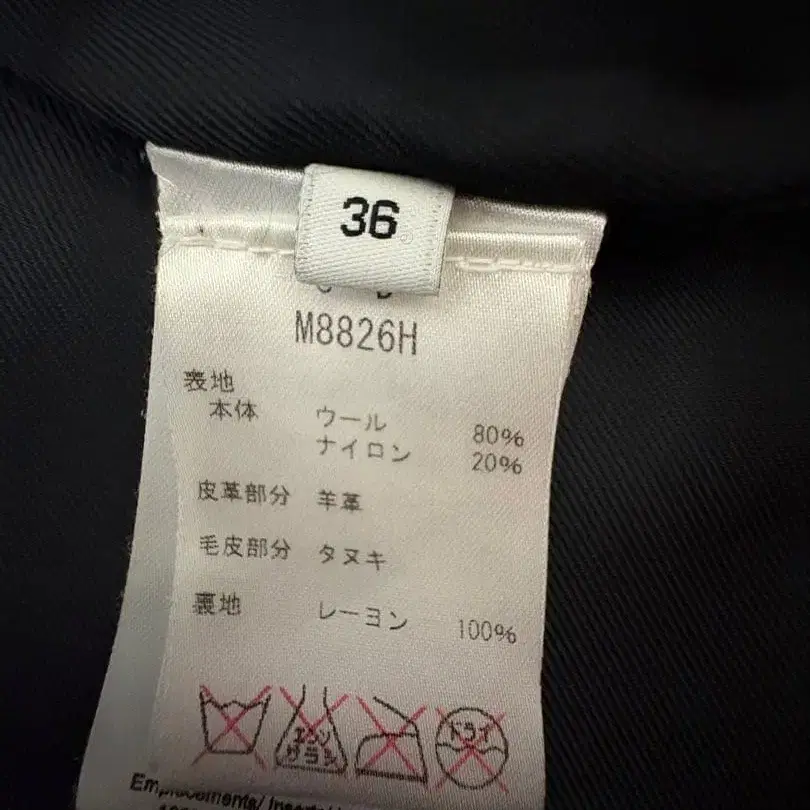 36
M8826H
表地
本体 ウール 80%
ナイロン 20%
皮革部分 羊革
毛皮部分 タヌキ
裏地 レーヨン 100%
エンソ
サラシ
ドライ